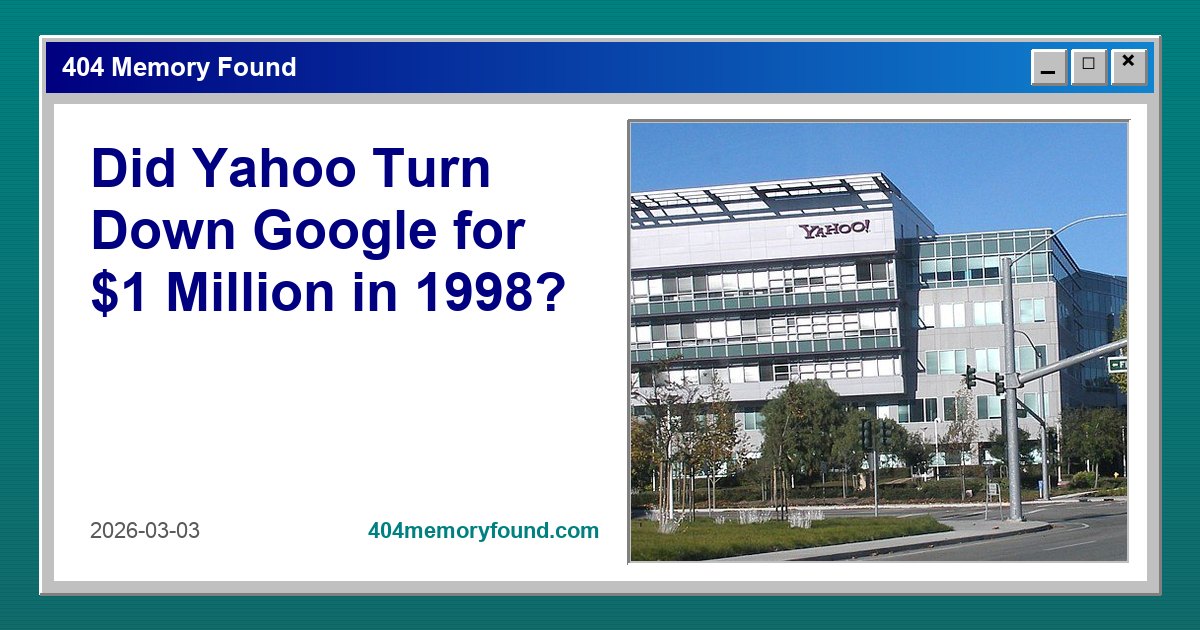 404 Memory Found
Did Yahoo Turn
Down Google for
$1 Million in 1998?
YAHOO!
2026-03-03
404memoryfound.com